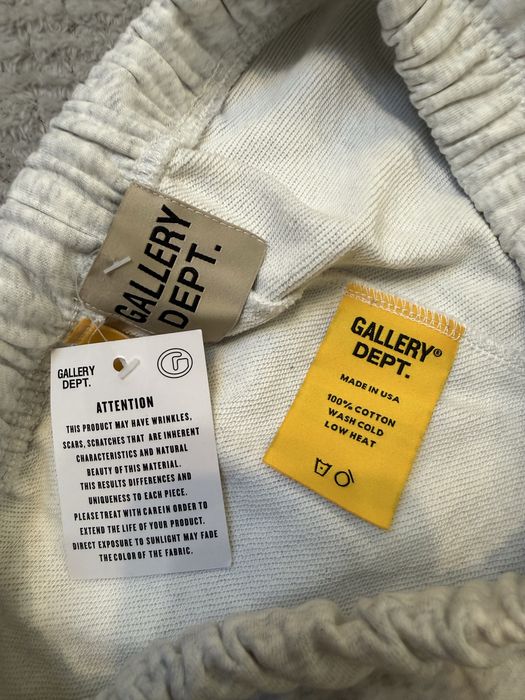 GALLERY
DEPT.
GALLERY
DEPT.
ATTENTION
THIS PRODUCT MAY HAVE WRINKLES,
SCARS, SCRATCHES THAT ARE INHERENT
CHARACTERISTICS AND NATURAL
BEAUTY OF THIS MATERIAL.
THIS RESULTS DIFFERENCES AND
UNIQUENESS TO EACH PIECE.
PLEASE TREAT WITH CAREIN ORDER TO
EXTEND THE LIFE OF YOUR PRODUCT.
DIRECT EXPOSURE TO SUNLIGHT MAY FADE
THE COLOR OF THE FABRIC.
GALLERY®
DEPT.
MADE IN USA
100% COTTON
WASH COLD
LOW HEAT